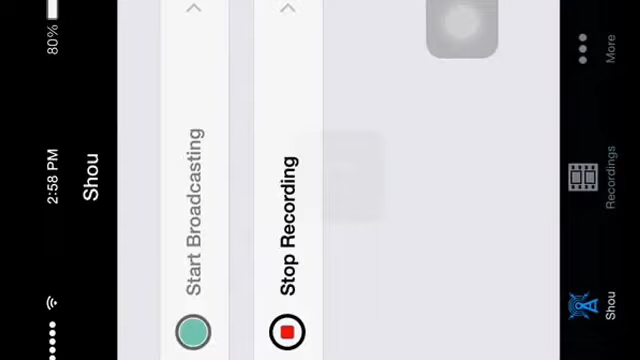 2:58 PM
80%
Shou
Start Broadcasting
Stop Recording
Shou
Recordings
More